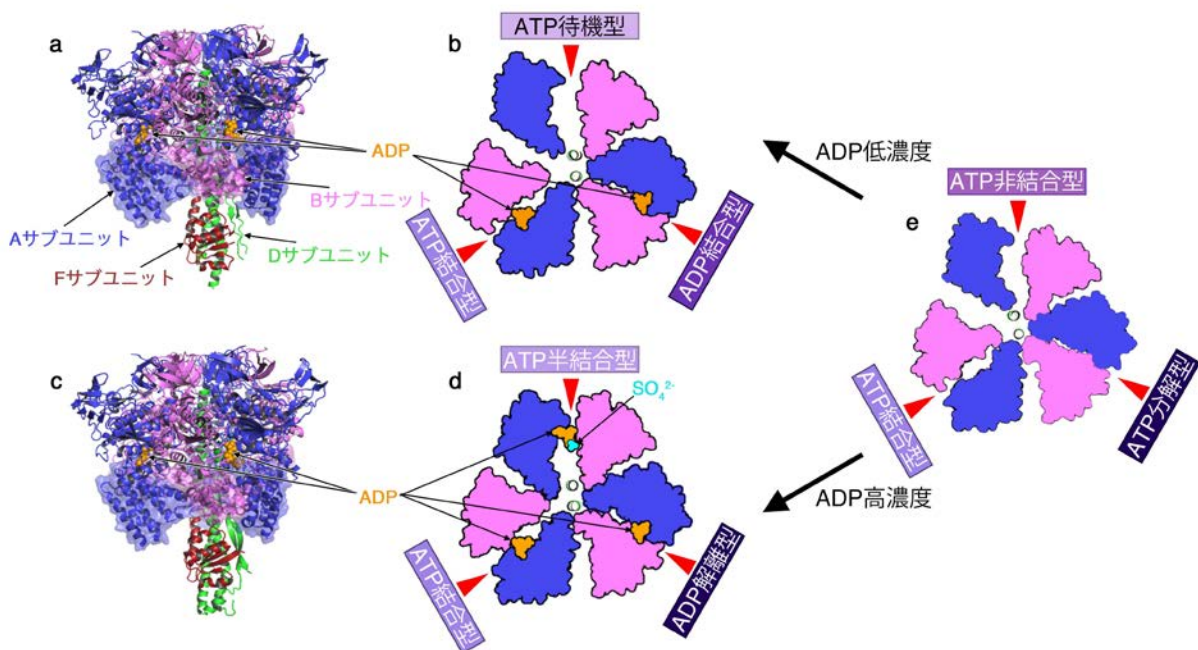 a
ADP
Aサブユニット
Bサブユニット
Dサブユニット
Fサブユニット
b
ATP待機型
ATP結合型
ADP結合型
ADP低濃度
c
ADP
d
ATP半結合型
SO₄²⁻
ATP結合型
ADP解離型
ADP高濃度
e
ATP非結合型
ATP結合型
ATP分解型